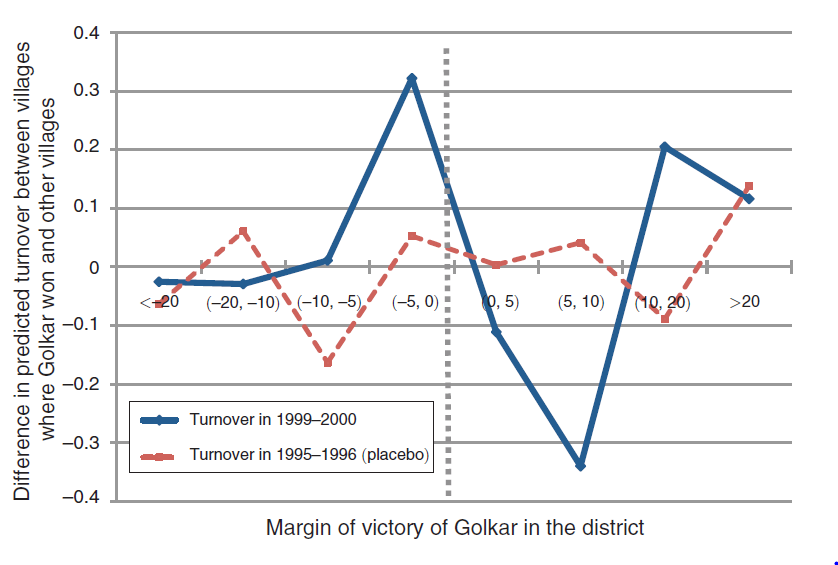 Difference in predicted turnover between villages
where Golkar won and other villages
0.4
0.3
0.2
0.1
0
–0.1
–0.2
–0.3
–0.4
<–20 (–20, –10) (–10, –5) (–5, 0) (0, 5) (5, 10) (10, 20) >20
Turnover in 1999–2000
Turnover in 1995–1996 (placebo)
Margin of victory of Golkar in the district